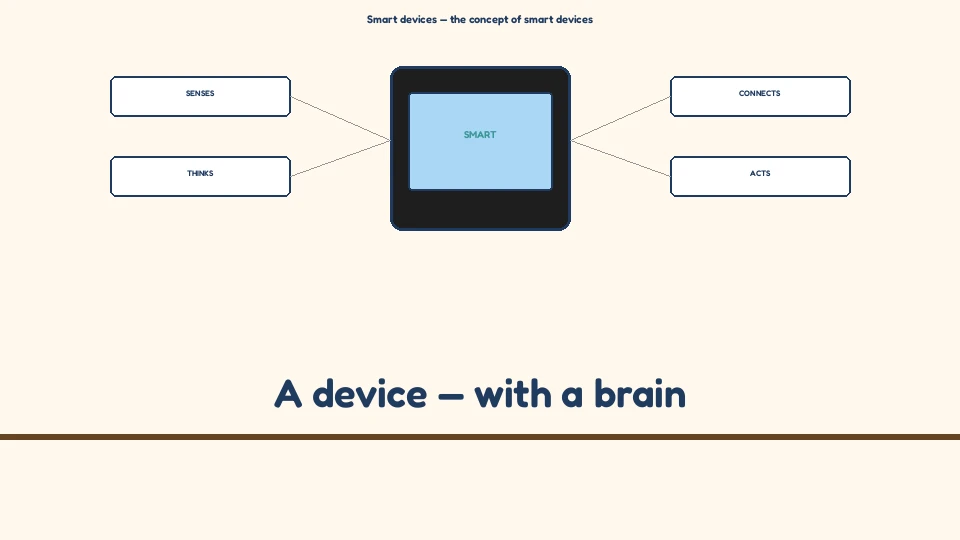 Smart devices — the concept of smart devices
SENSES
CONNECTS
SMART
THINKS
ACTS
A device — with a brain